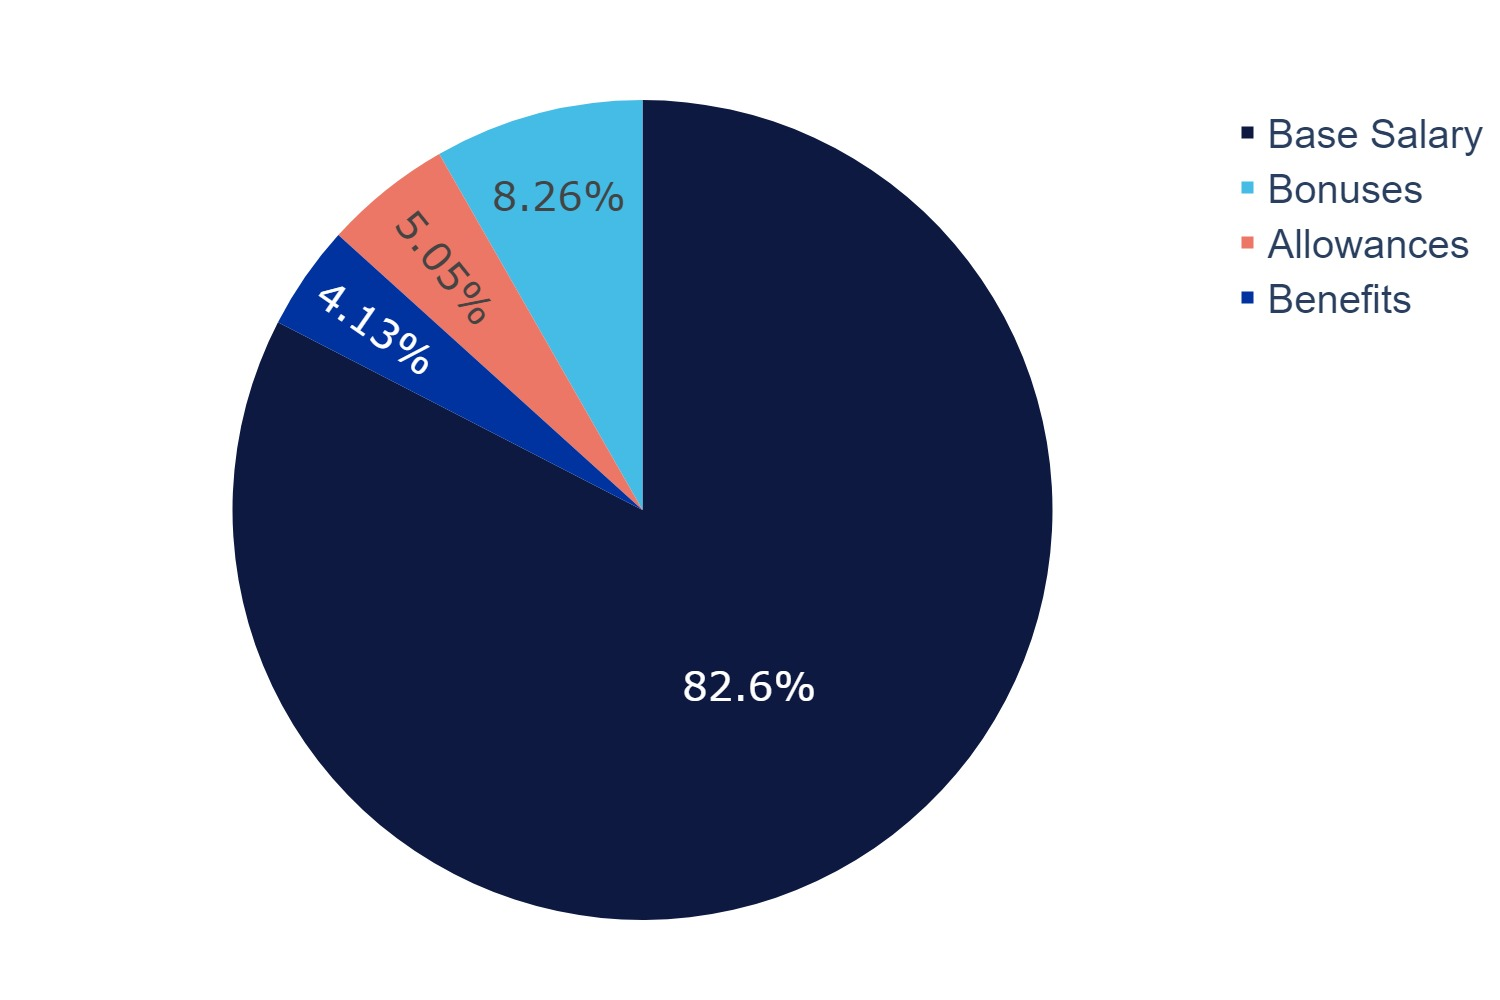 8.26%
5.05%
4.13%
82.6%
Base Salary
Bonuses
Allowances
Benefits